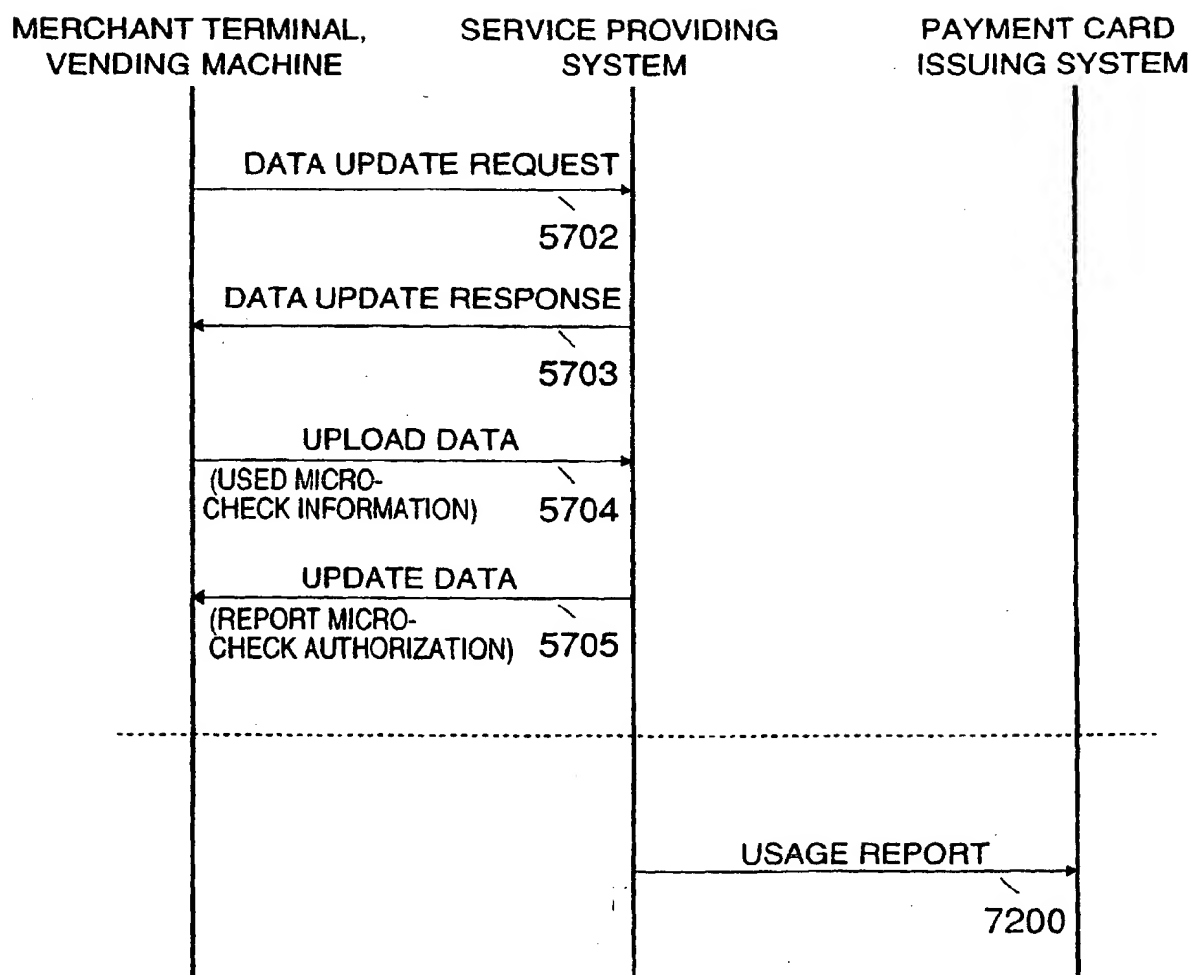 MERCHANT TERMINAL,
VENDING MACHINE
SERVICE PROVIDING
SYSTEM
PAYMENT CARD
ISSUING SYSTEM
DATA UPDATE REQUEST
5702
DATA UPDATE RESPONSE
5703
UPLOAD DATA
(USED MICRO-
CHECK INFORMATION)
5704
UPDATE DATA
(REPORT MICRO-
CHECK AUTHORIZATION)
5705
USAGE REPORT
7200